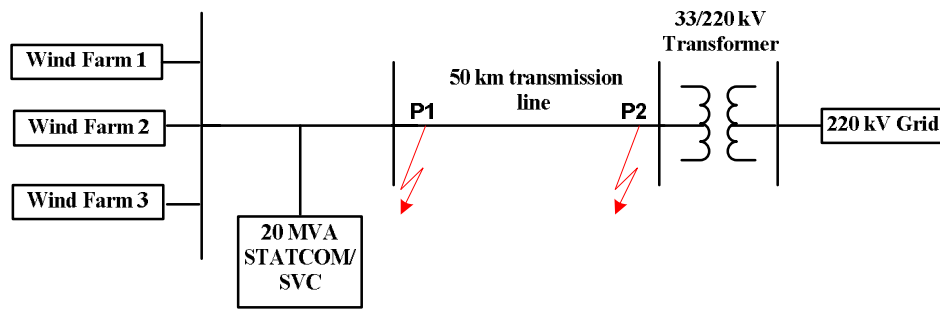 33/220 kV
Transformer
Wind Farm 1
50 km transmission
line
P1
P2
Wind Farm 2
220 kV Grid
Wind Farm 3
20 MVA
STATCOM/
SVC